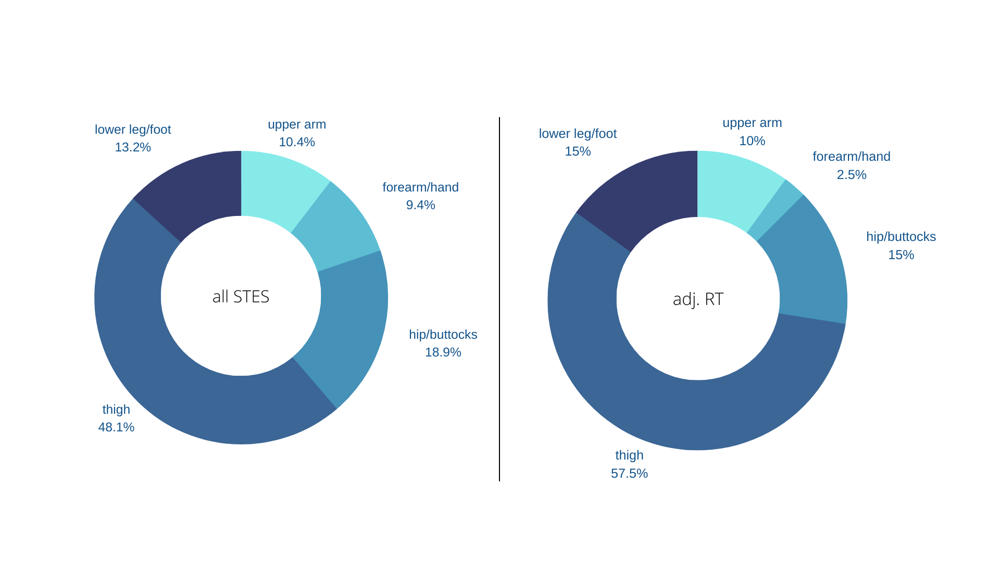 upper arm
10.4%
lower leg/foot
13.2%
forearm/hand
9.4%
all STES
hip/buttocks
18.9%
thigh
48.1%
upper arm
10%
lower leg/foot
15%
forearm/hand
2.5%
hip/buttocks
15%
adj. RT
thigh
57.5%